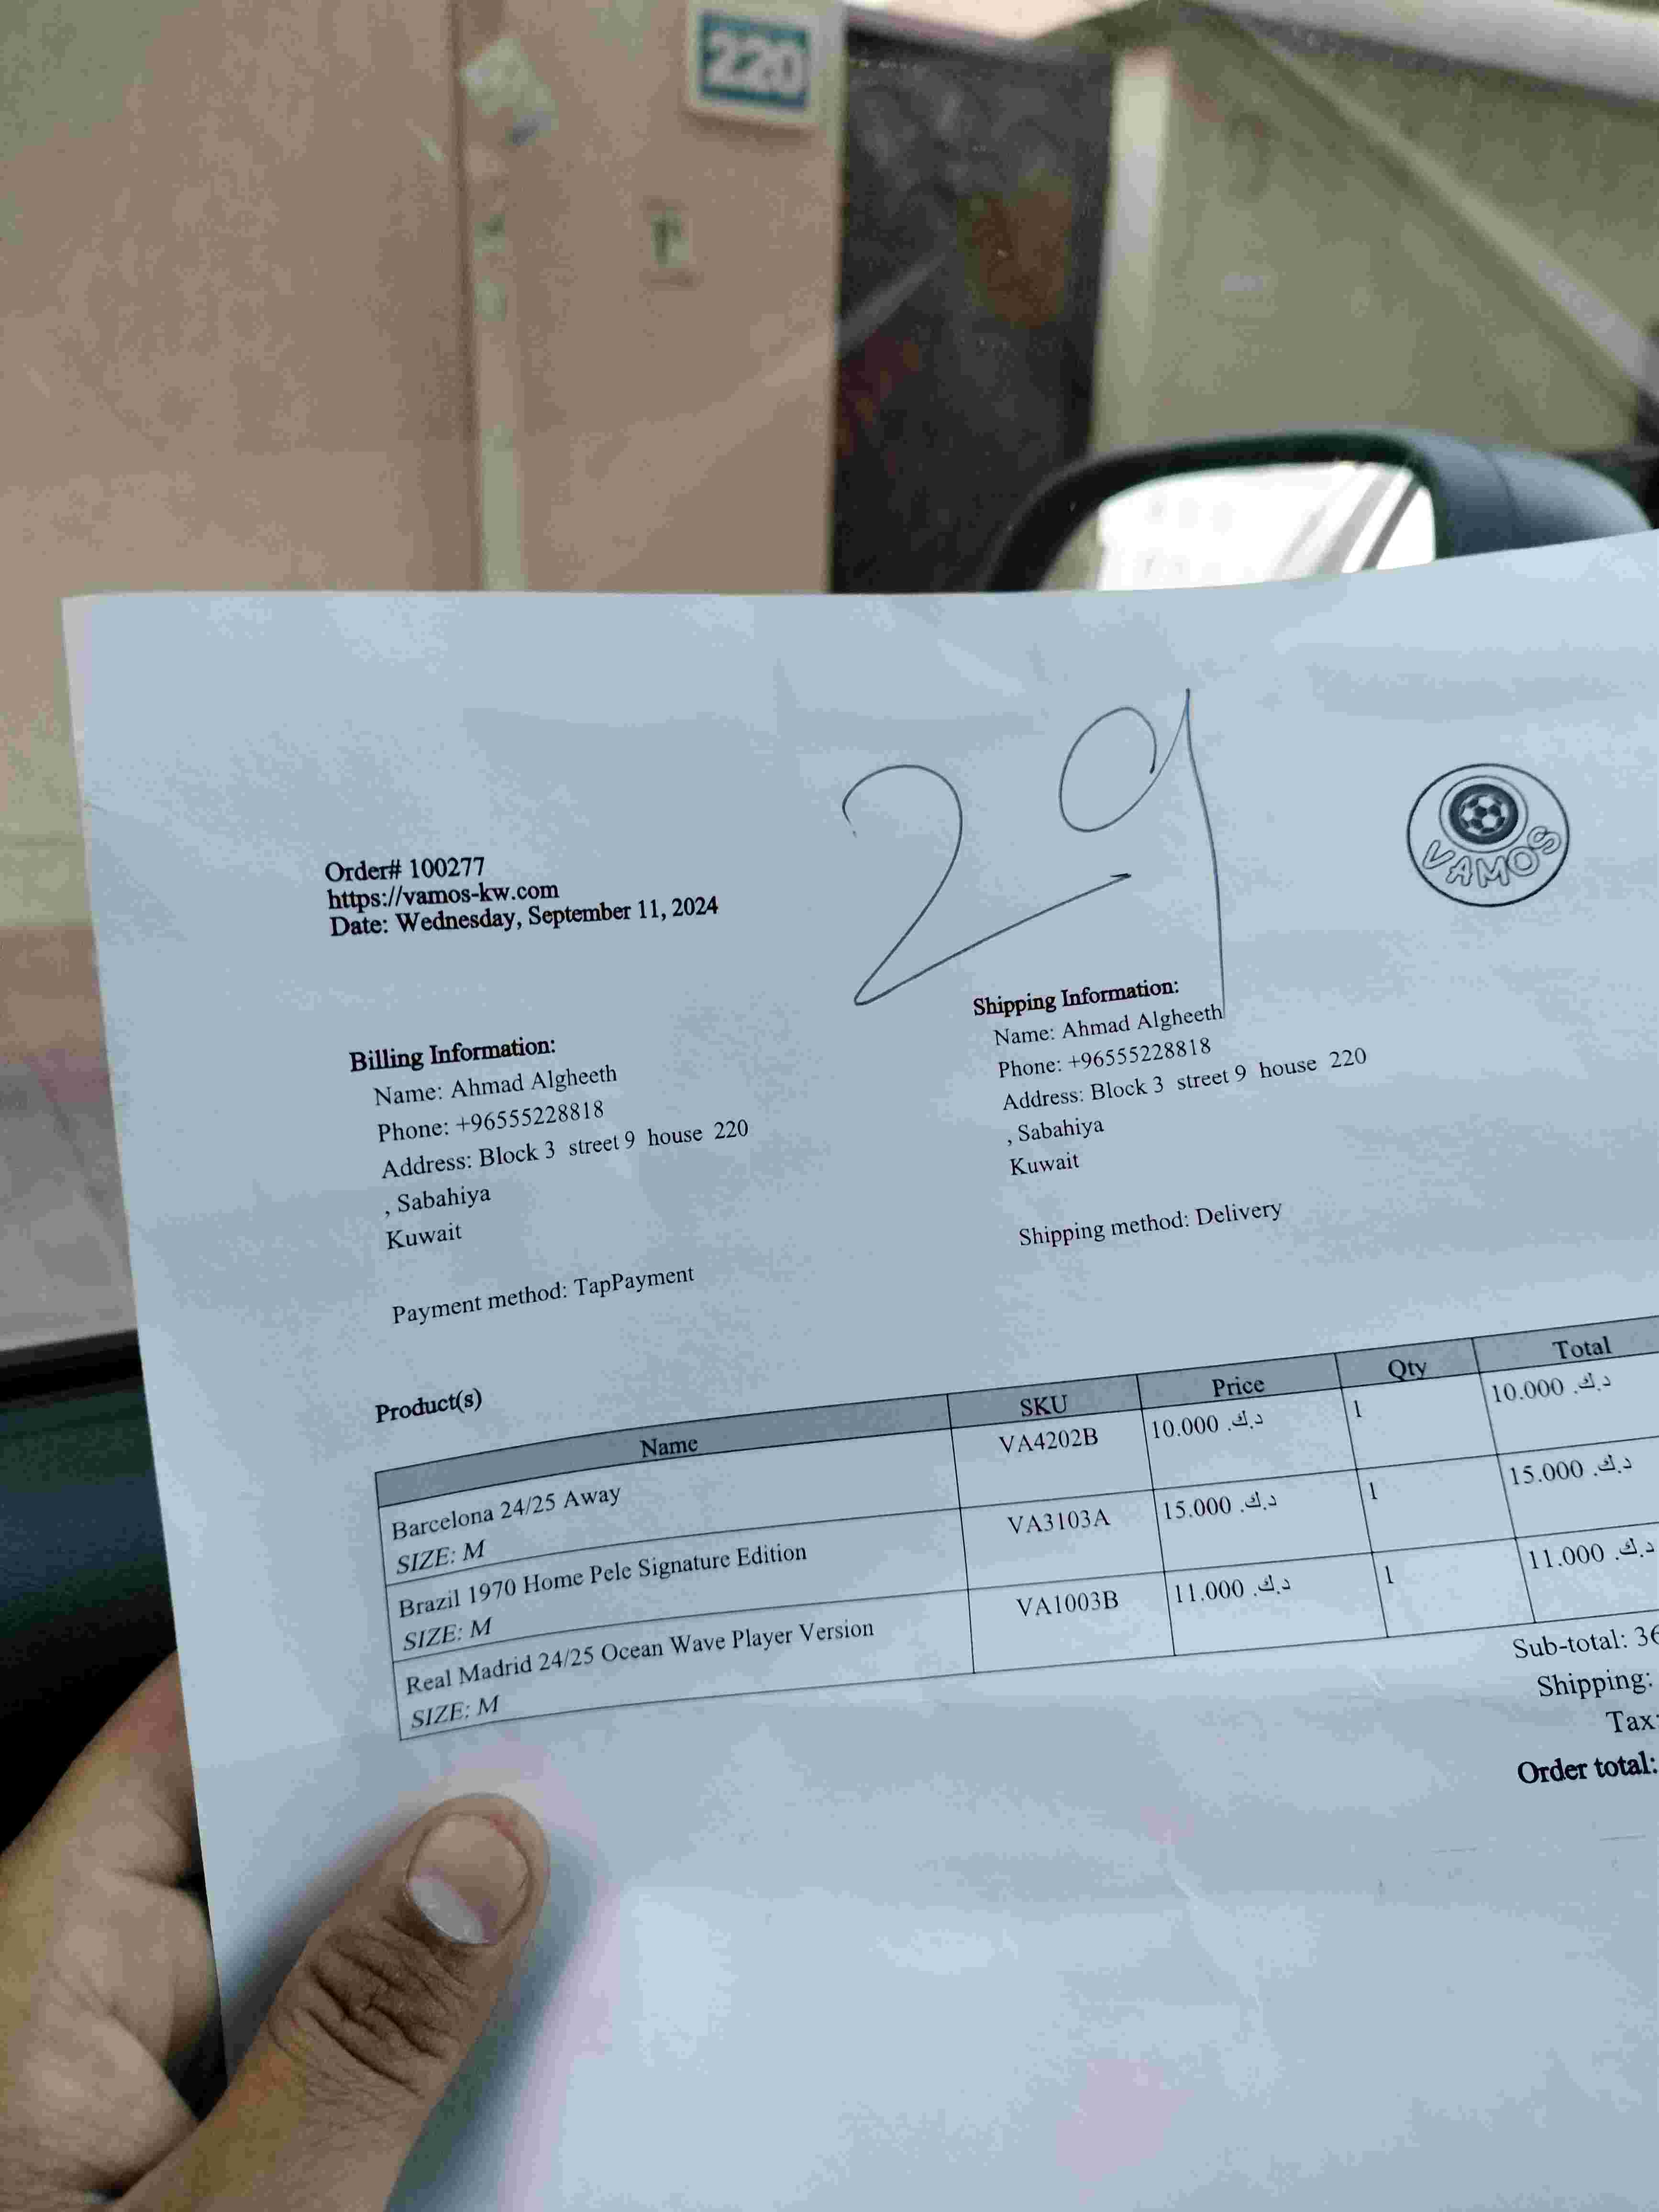 220
29
VAMOS
Order# 100277
https://vamos-kw.com
Date: Wednesday, September 11, 2024
Billing Information:
Name: Ahmad Algheeth
Phone: +96555228818
Address: Block 3 street 9 house 220
, Sabahiya
Kuwait
Payment method: TapPayment
Shipping Information:
Name: Ahmad Algheeth
Phone: +96555228818
Address: Block 3 street 9 house 220
, Sabahiya
Kuwait
Shipping method: Delivery
Product(s)
Name SKU Price Qty Total
Barcelona 24/25 Away VA4202B 10.000 د.ك. 1 10.000 د.ك.
SIZE: M
Brazil 1970 Home Pele Signature Edition VA3103A 15.000 د.ك. 1 15.000 د.ك.
SIZE: M
Real Madrid 24/25 Ocean Wave Player Version VA1003B 11.000 د.ك. 1 11.000 د.ك.
SIZE: M
Sub-total:
Shipping:
Tax:
Order total: